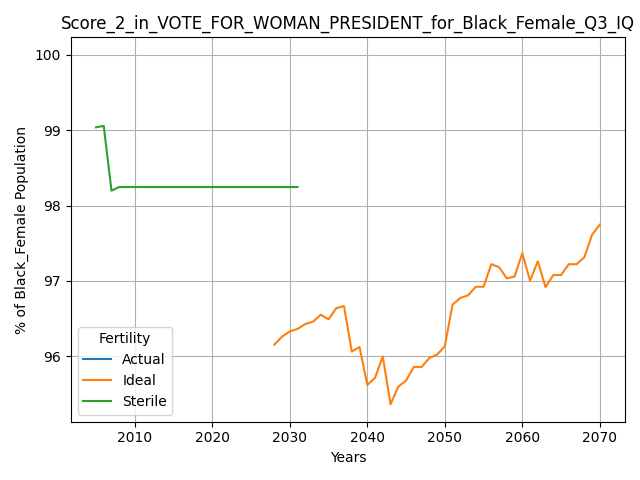 Score_2_in_VOTE_FOR_WOMAN_PRESIDENT_for_Black_Female_Q3_IQ
% of Black_Female Population
100
99
98
97
96
Fertility
Actual
Ideal
Sterile
2010 2020 2030 2040 2050 2060 2070
Years